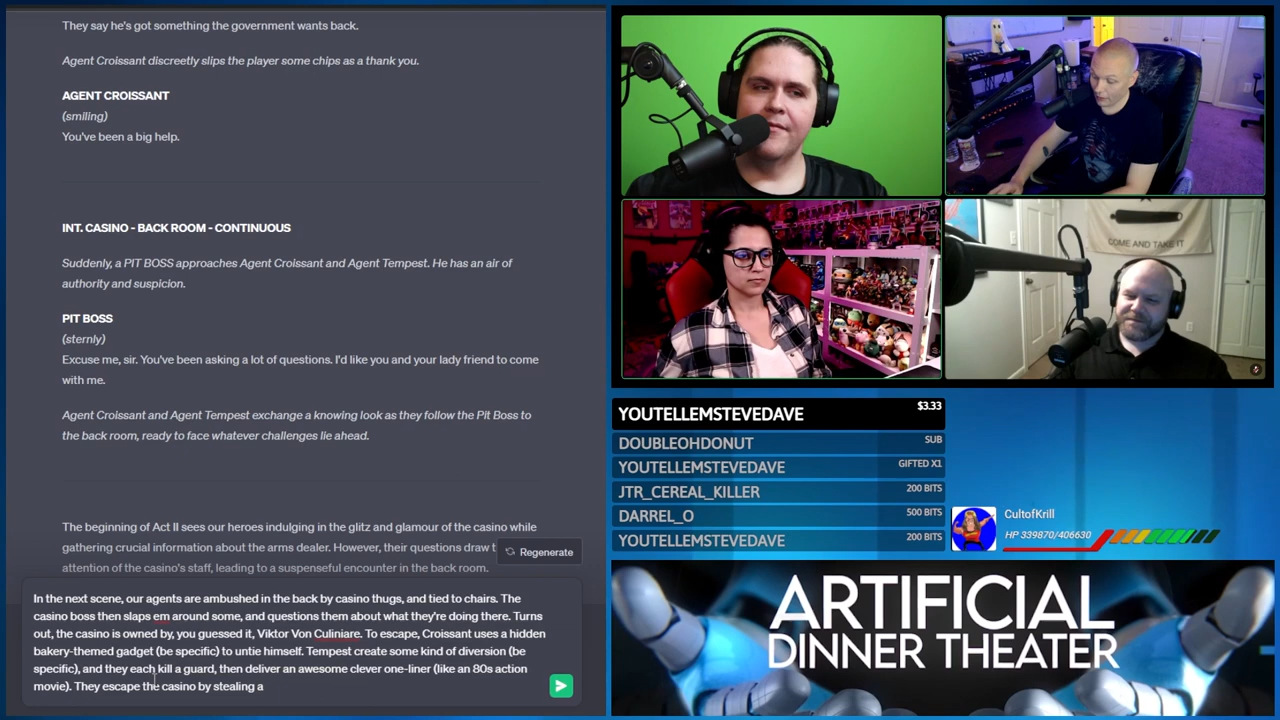 They say he's got something the government wants back.
Agent Croissant discreetly slips the player some chips as a thank you.
AGENT CROISSANT
(smiling)
You've been a big help.
INT. CASINO - BACK ROOM - CONTINUOUS
Suddenly, a PIT BOSS approaches Agent Croissant and Agent Tempest. He has an air of
authority and suspicion.
PIT BOSS
(sternly)
Excuse me, sir. You've been asking a lot of questions. I'd like you and your lady friend to come
with me.
Agent Croissant and Agent Tempest exchange a knowing look as they follow the Pit Boss to
the back room, ready to face whatever challenges lie ahead.
The beginning of Act II sees our heroes indulging in the glitz and glamour of the casino while
gathering crucial information about the arms dealer. However, their questions draw t
attention of the casino's staff, leading to a suspenseful encounter in the back room.
Regenerate
In the next scene, our agents are ambushed in the back by casino thugs, and tied to chairs. The
casino boss then slaps em around some, and questions them about what they're doing there. Turns
out, the casino is owned by, you guessed it, Viktor Von Culiniare. To escape, Croissant uses a hidden
bakery-themed gadget (be specific) to untie himself. Tempest create some kind of diversion (be
specific), and they each kill a guard, then deliver an awesome clever one-liner (like an 80s action
movie). They escape the casino by stealing a
COME AND TAKE IT
YOUTELLEMSTEVEDAVE $3.33
DOUBLEOHDONUT SUB
YOUTELLEMSTEVEDAVE GIFTED X1
JTR_CEREAL_KILLER 200 BITS
DARREL_O 500 BITS
YOUTELLEMSTEVEDAVE 200 BITS
CultofKrill
HP 339870/406630
ARTIFICIAL
DINNER THEATER